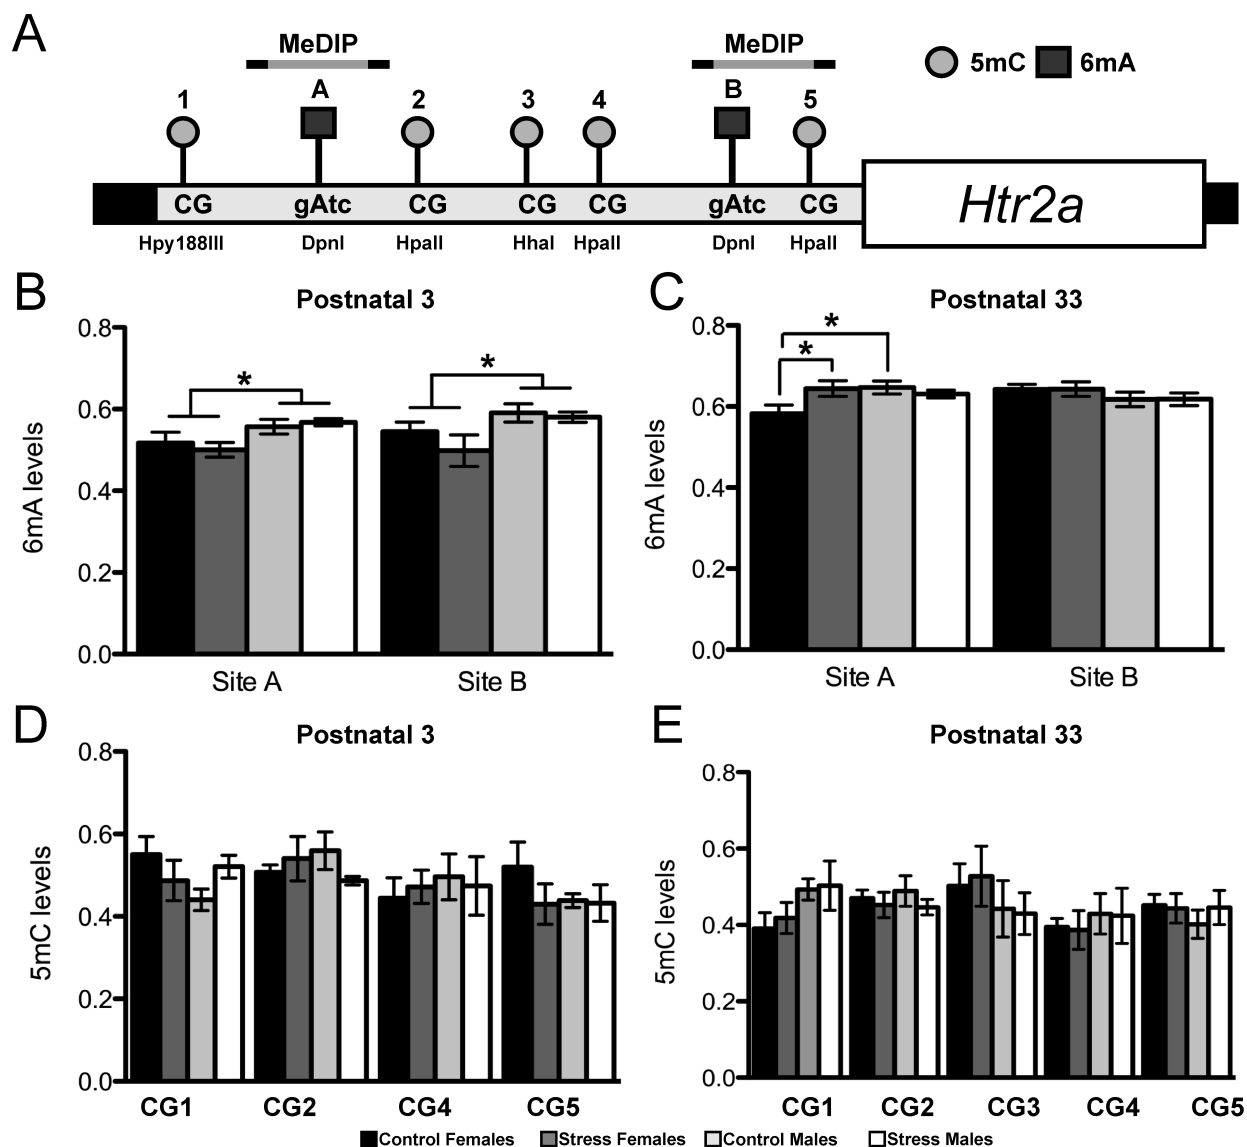 A
MeDIP
MeDIP
5mC
6mA
1
A
2
3
4
B
5
CG
gAtc
CG
CG
CG
gAtc
CG
Htr2a
Hpy188III
DpnI
HpaII
HhaI
HpaII
DpnI
HpaII
B
Postnatal 3
0.8
0.6
0.4
0.2
0.0
6mA levels
*
*
Site A
Site B
C
Postnatal 33
0.8
0.6
0.4
0.2
0.0
6mA levels
*
*
Site A
Site B
D
Postnatal 3
0.8
0.6
0.4
0.2
0.0
5mC levels
CG1
CG2
CG4
CG5
E
Postnatal 33
0.8
0.6
0.4
0.2
0.0
5mC levels
CG1
CG2
CG3
CG4
CG5
Control Females
Stress Females
Control Males
Stress Males